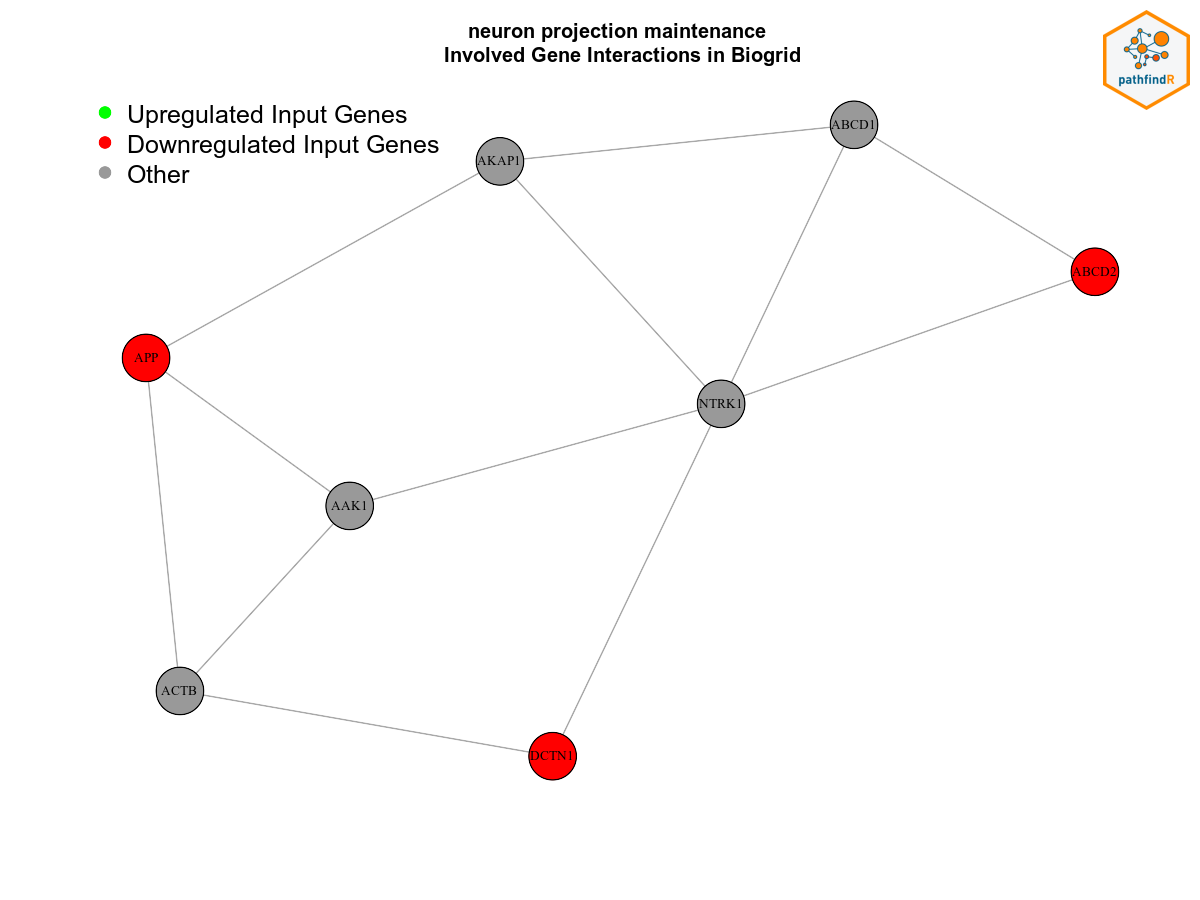 neuron projection maintenance
Involved Gene Interactions in Biogrid
pathfindR
Upregulated Input Genes
Downregulated Input Genes
Other
ABCD1
AKAP1
ABCD2
APP
NTRK1
AAK1
ACTB
DCTN1